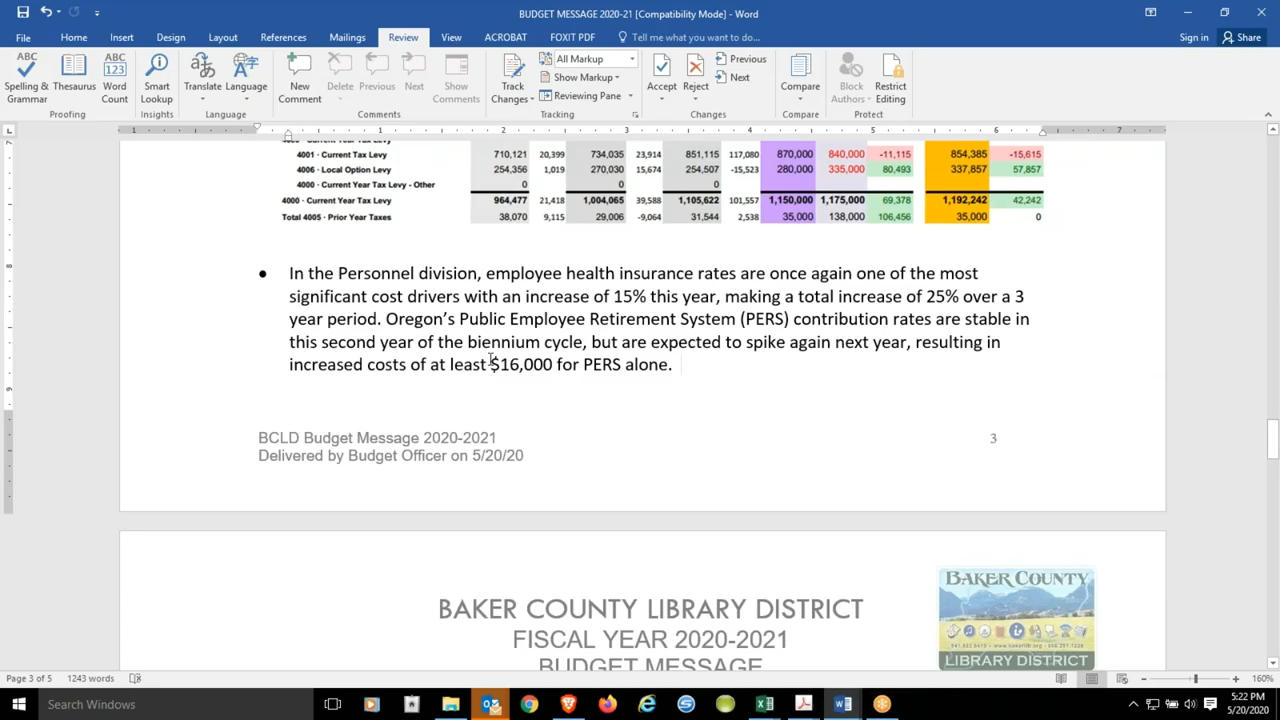 BUDGET MESSAGE 2020-21 [Compatibility Mode] - Word
File Home Insert Design Layout References Mailings Review View ACROBAT FOXIT PDF Tell me what you want to do... Sign in Share
Spelling & Grammar
Thesaurus
Word Count
Smart Lookup
Translate
Language
New Comment
Delete
Previous
Next
Show Comments
Track Changes
All Markup
Show Markup
Reviewing Pane
Accept
Reject
Previous
Next
Compare
Block Authors
Restrict Editing
Proofing Insights Language Comments Tracking Changes Compare Protect
1 1 2 3 4 5 6 7
4001 · Current Tax Levy 710,121 20,399 734,035 23,914 851,115 117,080 870,000 840,000 -11,115 854,385 -15,615
4006 · Local Option Levy 254,356 1,019 270,030 15,674 254,507 -15,523 280,000 335,000 80,493 337,857 57,857
4000 · Current Year Tax Levy - Other 0 0 0
4000 · Current Year Tax Levy 964,477 21,418 1,004,065 39,588 1,105,622 101,557 1,150,000 1,175,000 69,378 1,192,242 42,242
Total 4005 · Prior Year Taxes 38,070 9,115 29,006 -9,064 31,544 2,538 35,000 138,000 106,456 35,000 0
● In the Personnel division, employee health insurance rates are once again one of the most
significant cost drivers with an increase of 15% this year, making a total increase of 25% over a 3
year period. Oregon's Public Employee Retirement System (PERS) contribution rates are stable in
this second year of the biennium cycle, but are expected to spike again next year, resulting in
increased costs of at least $16,000 for PERS alone.
BCLD Budget Message 2020-2021 3
Delivered by Budget Officer on 5/20/20
BAKER COUNTY LIBRARY DISTRICT
FISCAL YEAR 2020-2021
BUDGET MESSAGE
BAKER COUNTY
LIBRARY DISTRICT
Page 3 of 5 1243 words 160%
Search Windows
5:22 PM
5/20/2020